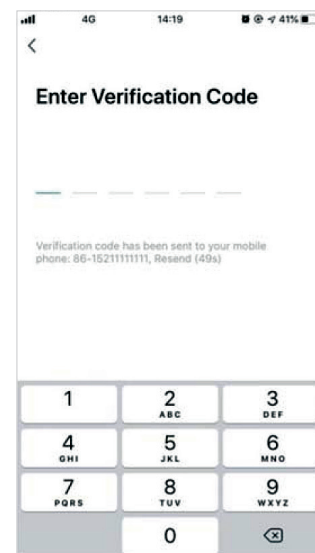 4G 14:19 41%
Enter Verification Code
Verification code has been sent to your mobile
phone: 86-15211111111, Resend (49s)
1 2 3
ABC DEF
4 5 6
GHI JKL MNO
7 8 9
PQRS TUV WXYZ
0